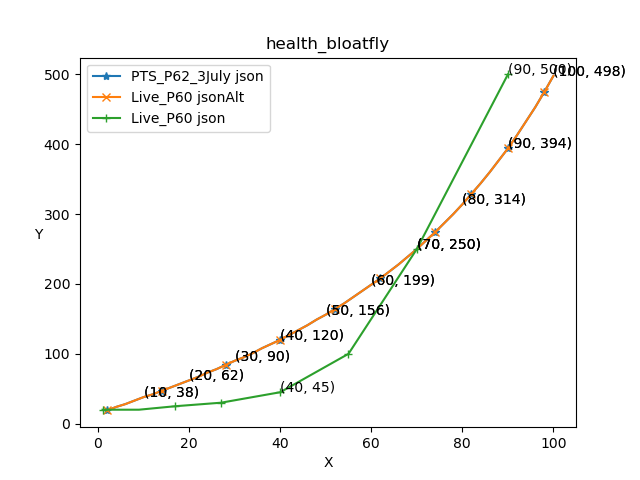 health_bloatfly
PTS_P62_3July json
Live_P60 jsonAlt
Live_P60 json
(90, 500)
(100, 498)
(90, 394)
(80, 314)
(70, 250)
(60, 199)
(50, 156)
(40, 120)
(30, 90)
(20, 62)
(10, 38)
(40, 45)
500
400
300
200
100
0
Y
0 20 40 60 80 100
X